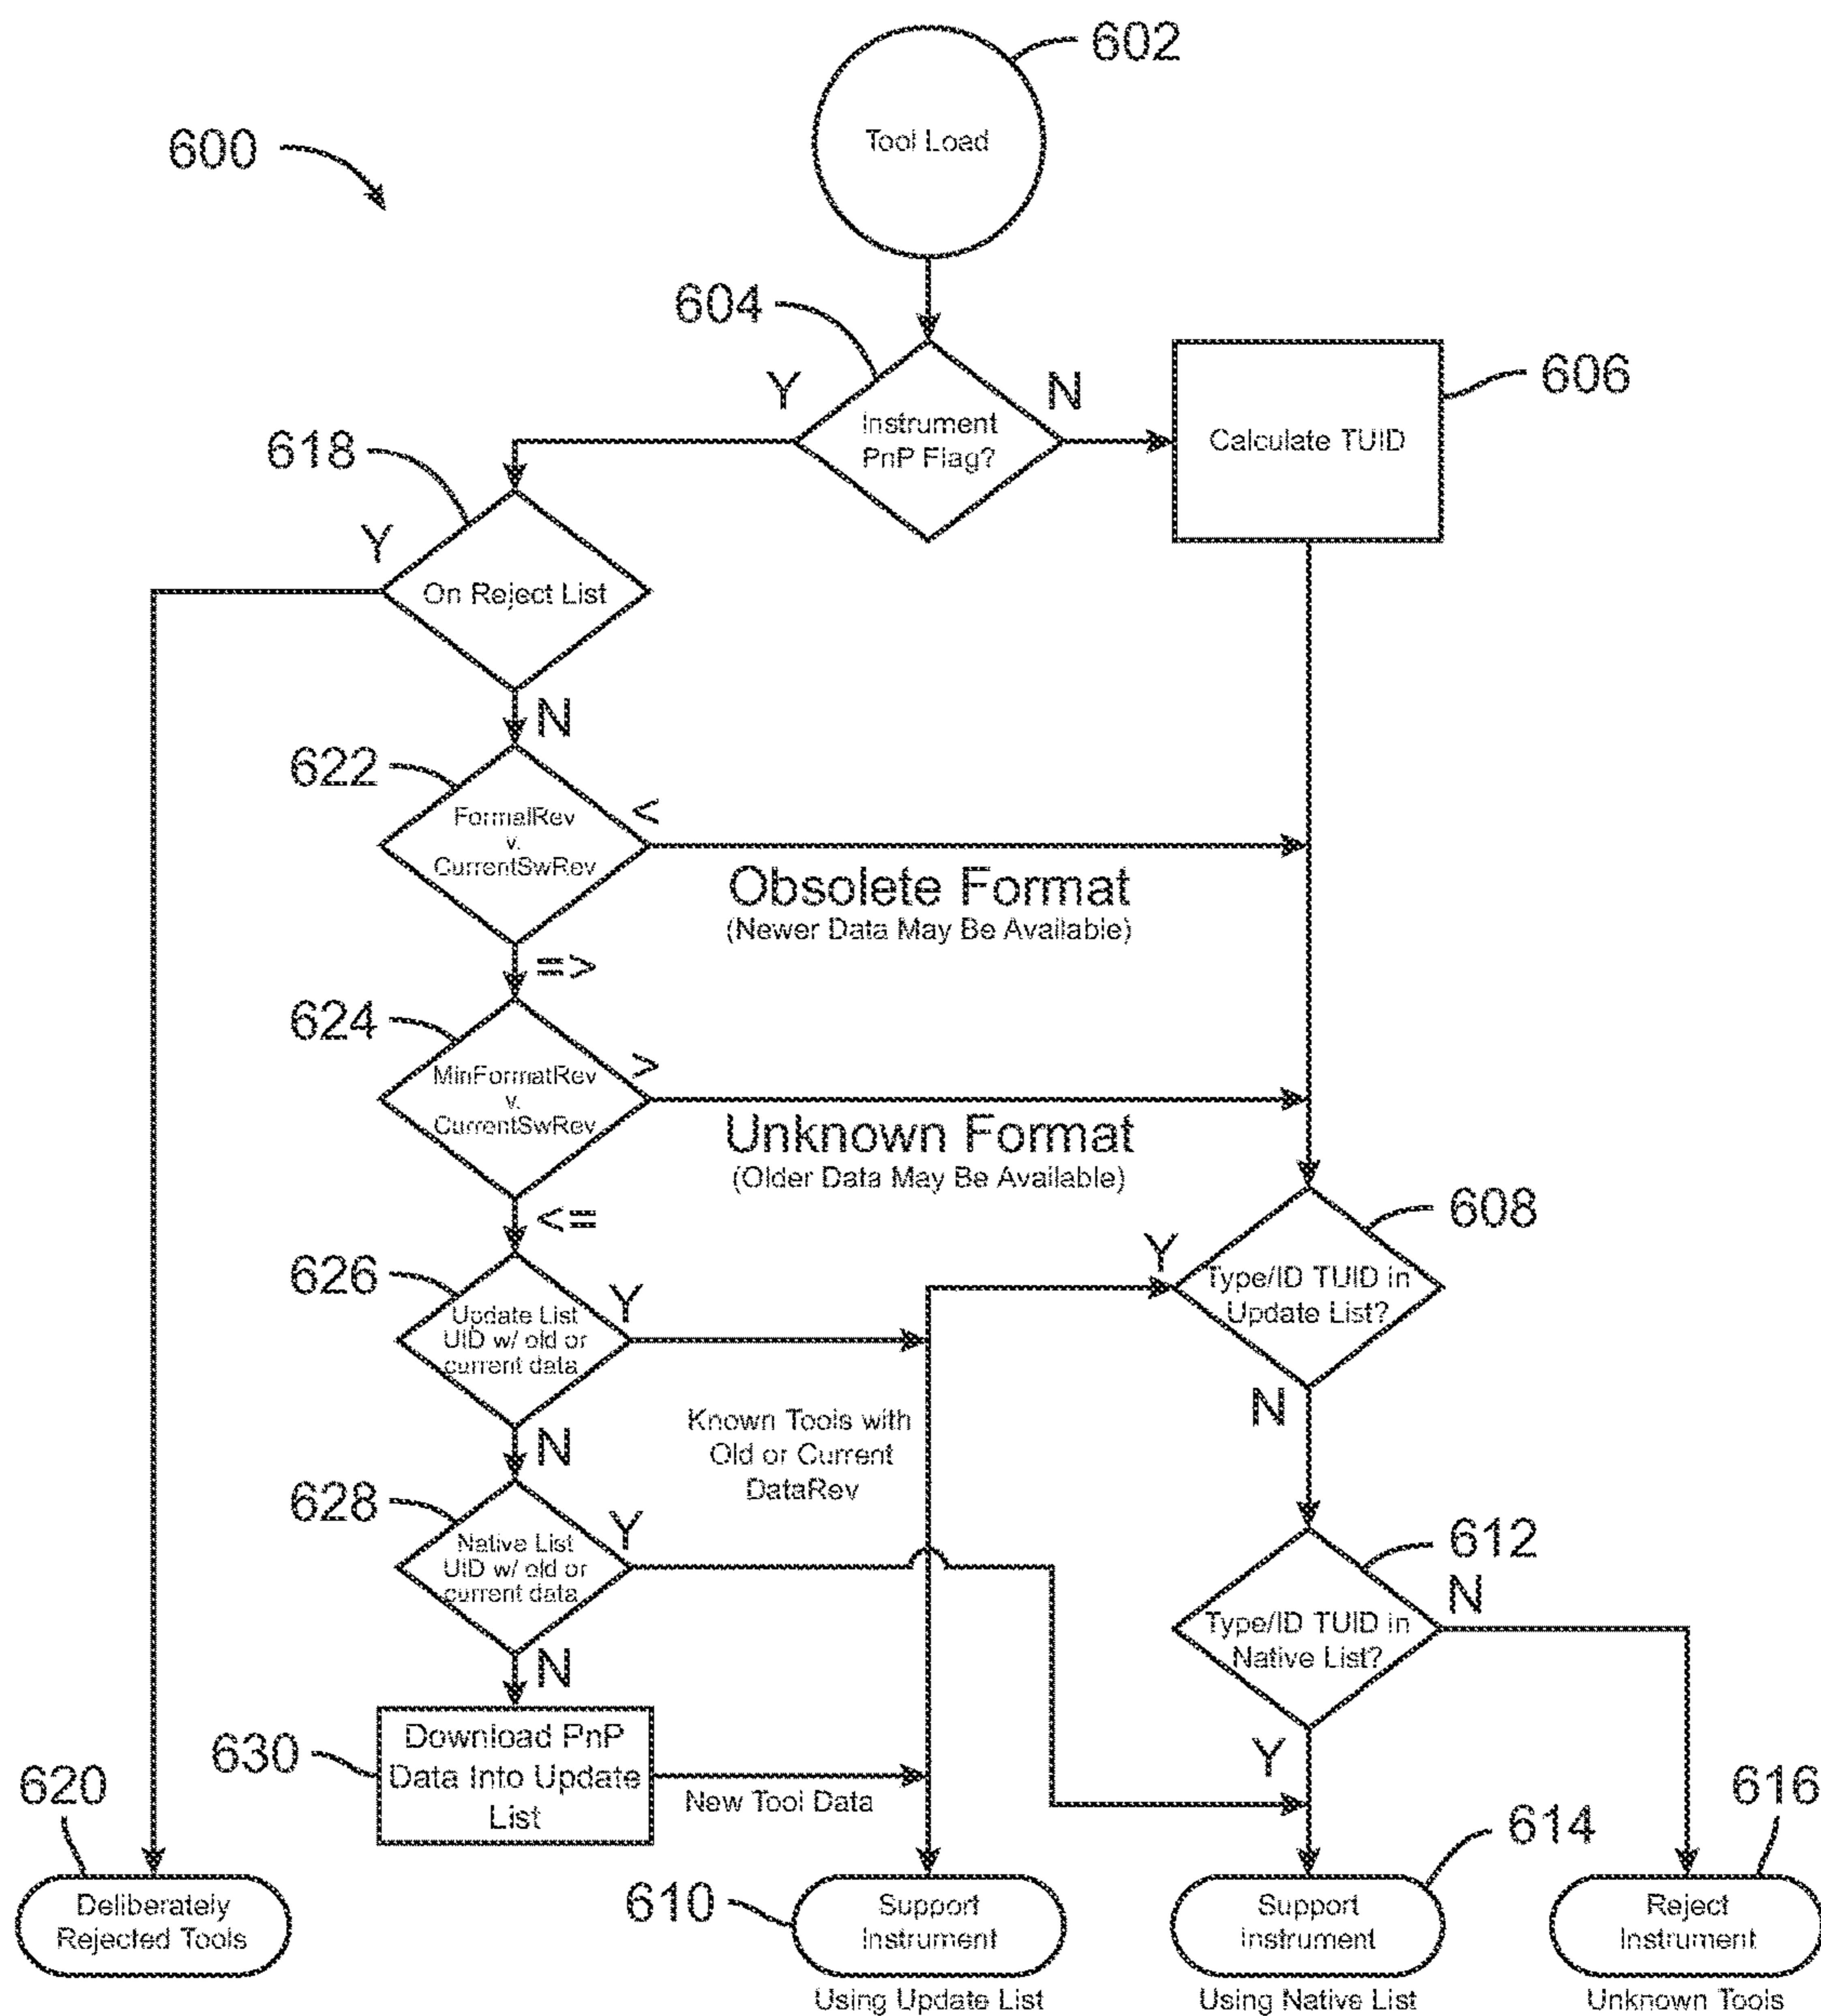 602
Tool Load
600
604
Y
N
Instrument
PnP Flag?
606
Calculate TUID
618
Y
On Reject List
N
622
FormalRev
v.
CurrentSwRev
<
Obsolete Format
(Newer Data May Be Available)
=>
624
MinFormatRev
v.
CurrentSwRev
>
Unknown Format
(Older Data May Be Available)
<=
608
Y
Type/ID TUID in
Update List?
N
626
Update List
UID w/ old or
current data
Y
N
Known Tools with
Old or Current
DataRev
628
Native List
UID w/ old or
current data
Y
N
612
Type/ID TUID in
Native List?
N
Y
630
Download PnP
Data Into Update
List
New Tool Data
620
Deliberately
Rejected Tools
610
Support
Instrument
Using Update List
614
Support
Instrument
Using Native List
616
Reject
Instrument
Unknown Tools